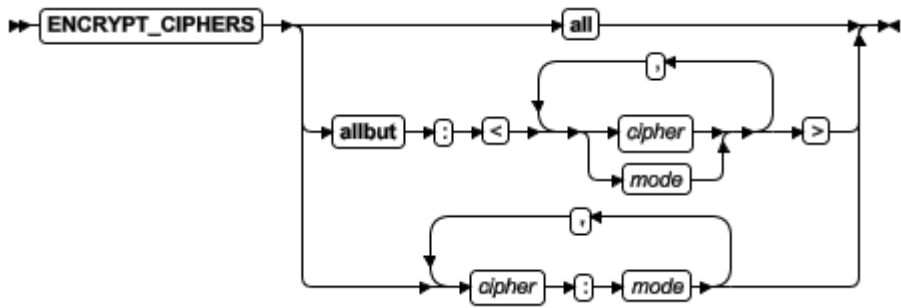 ENCRYPT_CIPHERS all
,
allbut : < cipher >
mode
,
cipher : mode